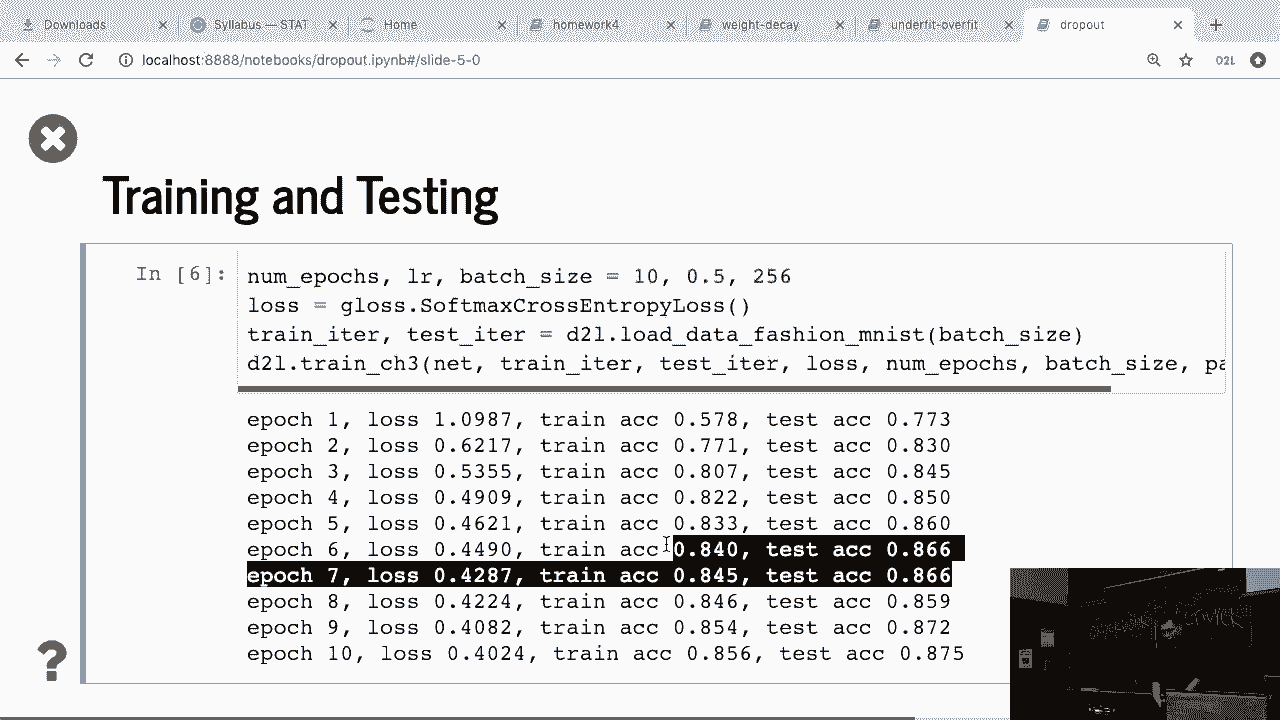 Downloads
Syllabus — STAT
Home
homework4
weight-decay
underfit-overfit
dropout
localhost:8888/notebooks/dropout.ipynb#/slide-5-0
D2L
Training and Testing
In [6]:
num_epochs, lr, batch_size = 10, 0.5, 256
loss = gloss.SoftmaxCrossEntropyLoss()
train_iter, test_iter = d2l.load_data_fashion_mnist(batch_size)
d2l.train_ch3(net, train_iter, test_iter, loss, num_epochs, batch_size, pa
epoch 1, loss 1.0987, train acc 0.578, test acc 0.773
epoch 2, loss 0.6217, train acc 0.771, test acc 0.830
epoch 3, loss 0.5355, train acc 0.807, test acc 0.845
epoch 4, loss 0.4909, train acc 0.822, test acc 0.850
epoch 5, loss 0.4621, train acc 0.833, test acc 0.860
epoch 6, loss 0.4490, train acc 0.840, test acc 0.866
epoch 7, loss 0.4287, train acc 0.845, test acc 0.866
epoch 8, loss 0.4224, train acc 0.846, test acc 0.859
epoch 9, loss 0.4082, train acc 0.854, test acc 0.872
epoch 10, loss 0.4024, train acc 0.856, test acc 0.875